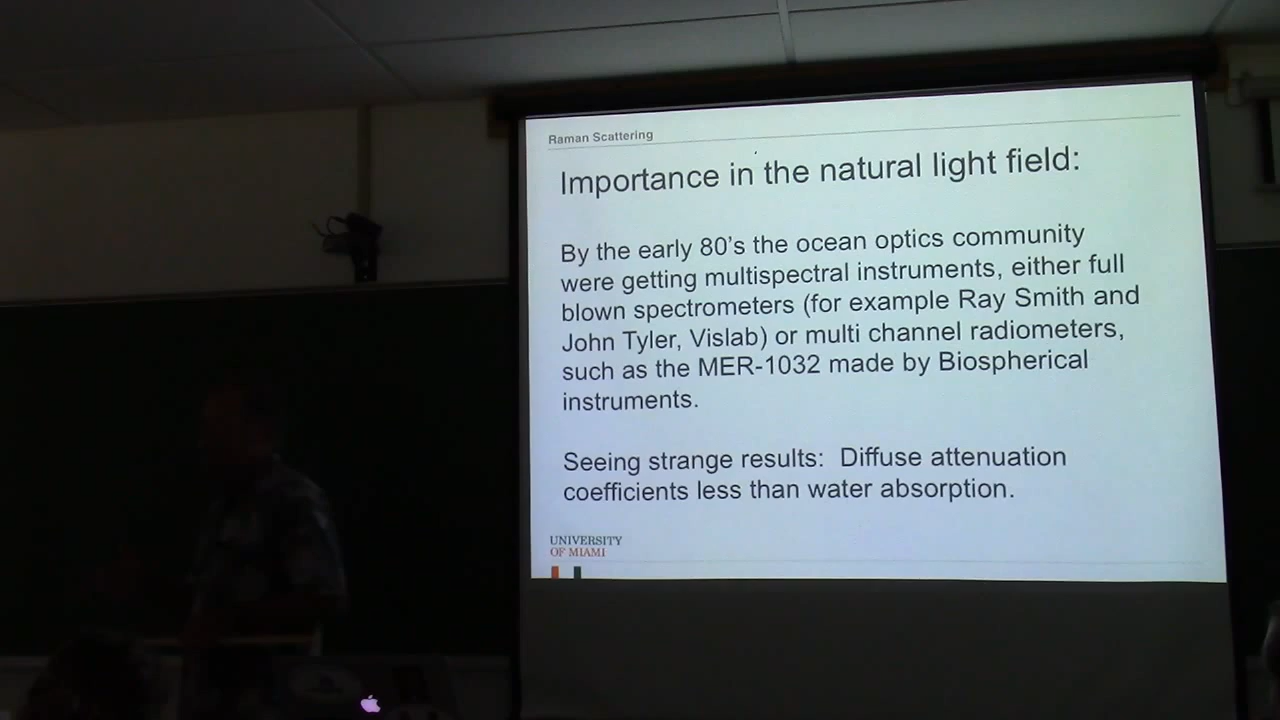 Raman Scattering
Importance in the natural light field:
By the early 80's the ocean optics community
were getting multispectral instruments, either full
blown spectrometers (for example Ray Smith and
John Tyler, Vislab) or multi channel radiometers,
such as the MER-1032 made by Biospherical
instruments.
Seeing strange results:  Diffuse attenuation
coefficients less than water absorption.
UNIVERSITY
OF MIAMI